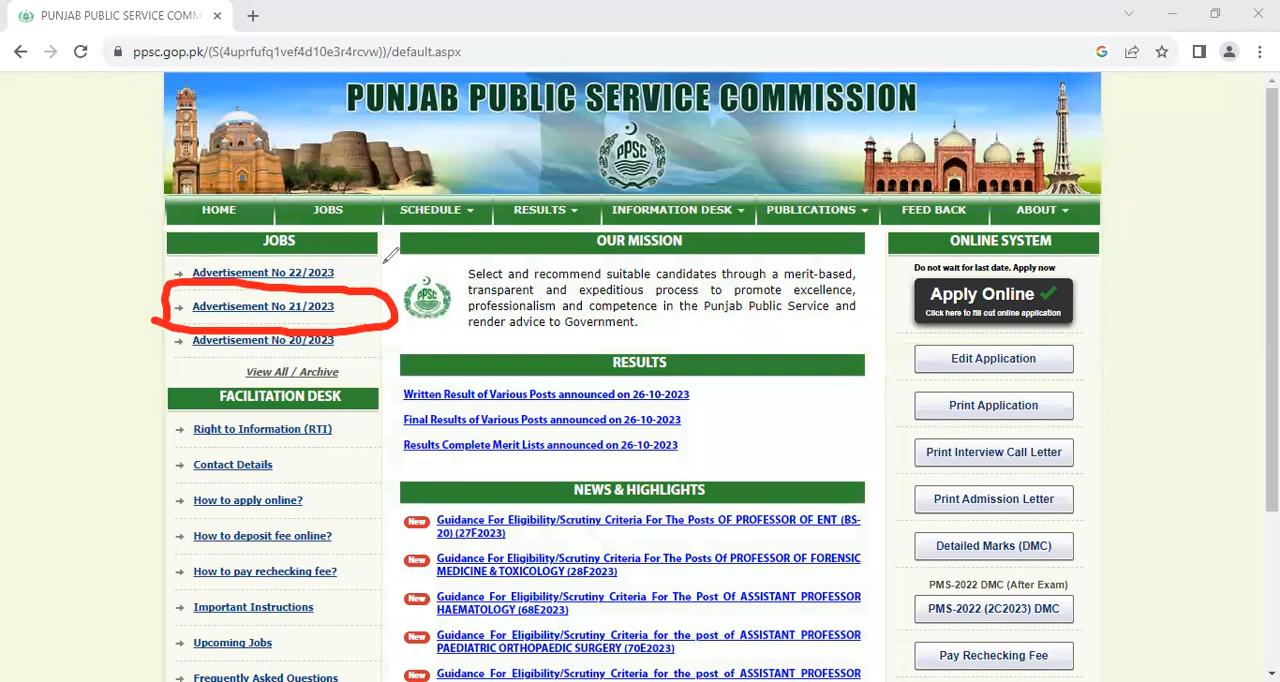 PUNJAB PUBLIC SERVICE COMM
ppsc.gop.pk/(S(4uprfufq1vef4d10e3r4rcvw))/default.aspx
PUNJAB PUBLIC SERVICE COMMISSION
PPSC
HOME JOBS SCHEDULE RESULTS INFORMATION DESK PUBLICATIONS FEED BACK ABOUT
JOBS
Advertisement No 22/2023
Advertisement No 21/2023
Advertisement No 20/2023
View All / Archive
FACILITATION DESK
Right to Information (RTI)
Contact Details
How to apply online?
How to deposit fee online?
How to pay rechecking fee?
Important Instructions
Upcoming Jobs
Frequently Asked Questions
OUR MISSION
PPSC
Select and recommend suitable candidates through a merit-based,
transparent and expeditious process to promote excellence,
professionalism and competence in the Punjab Public Service and
render advice to Government.
RESULTS
Written Result of Various Posts announced on 26-10-2023
Final Results of Various Posts announced on 26-10-2023
Results Complete Merit Lists announced on 26-10-2023
NEWS & HIGHLIGHTS
New Guidance For Eligibility/Scrutiny Criteria For The Posts OF PROFESSOR OF ENT (BS-
20) (27F2023)
New Guidance For Eligibility/Scrutiny Criteria For The Posts Of PROFESSOR OF FORENSIC
MEDICINE & TOXICOLOGY (28F2023)
New Guidance For Eligibility/Scrutiny Criteria For The Post Of ASSISTANT PROFESSOR
HAEMATOLOGY (68E2023)
New Guidance For Eligibility/Scrutiny Criteria for the post of ASSISTANT PROFESSOR
PAEDIATRIC ORTHOPAEDIC SURGERY (70E2023)
New Guidance For Eligibility/Scrutiny Criteria for the post of ASSISTANT PROFESSOR
ONLINE SYSTEM
Do not wait for last date. Apply now
Apply Online
Click here to fill out online application
Edit Application
Print Application
Print Interview Call Letter
Print Admission Letter
Detailed Marks (DMC)
PMS-2022 DMC (After Exam)
PMS-2022 (2C2023) DMC
Pay Rechecking Fee